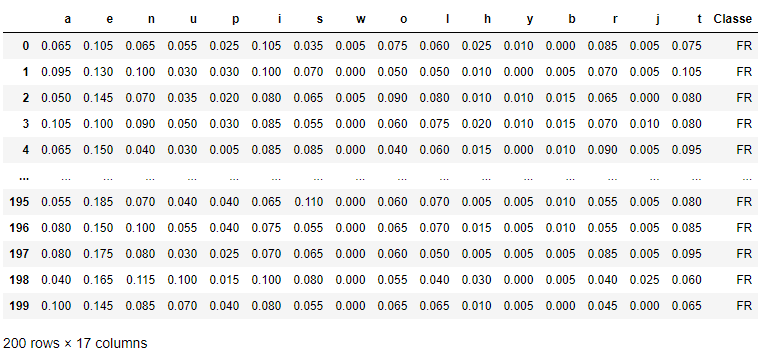 a e n u p i s w o l h y b r j t Classe
0 0.065 0.105 0.065 0.055 0.025 0.105 0.035 0.005 0.075 0.060 0.025 0.010 0.000 0.085 0.005 0.075 FR
1 0.095 0.130 0.100 0.030 0.030 0.100 0.070 0.000 0.050 0.050 0.010 0.000 0.005 0.070 0.005 0.105 FR
2 0.050 0.145 0.070 0.035 0.020 0.080 0.065 0.005 0.090 0.080 0.010 0.010 0.015 0.065 0.000 0.080 FR
3 0.105 0.100 0.090 0.050 0.030 0.085 0.055 0.000 0.060 0.075 0.020 0.010 0.015 0.070 0.010 0.080 FR
4 0.065 0.150 0.040 0.030 0.005 0.085 0.085 0.000 0.040 0.060 0.015 0.000 0.010 0.090 0.005 0.095 FR
... ... ... ... ... ... ... ... ... ... ... ... ... ... ... ... ... ...
195 0.055 0.185 0.070 0.040 0.040 0.065 0.110 0.000 0.060 0.070 0.005 0.005 0.010 0.055 0.005 0.080 FR
196 0.080 0.150 0.100 0.055 0.040 0.075 0.055 0.000 0.065 0.070 0.015 0.005 0.010 0.055 0.005 0.085 FR
197 0.080 0.175 0.080 0.030 0.025 0.070 0.065 0.000 0.060 0.050 0.005 0.005 0.005 0.085 0.005 0.095 FR
198 0.040 0.165 0.115 0.100 0.015 0.100 0.080 0.000 0.055 0.040 0.030 0.000 0.005 0.040 0.025 0.060 FR
199 0.100 0.145 0.085 0.070 0.040 0.080 0.055 0.000 0.065 0.065 0.010 0.005 0.000 0.045 0.000 0.065 FR
200 rows × 17 columns